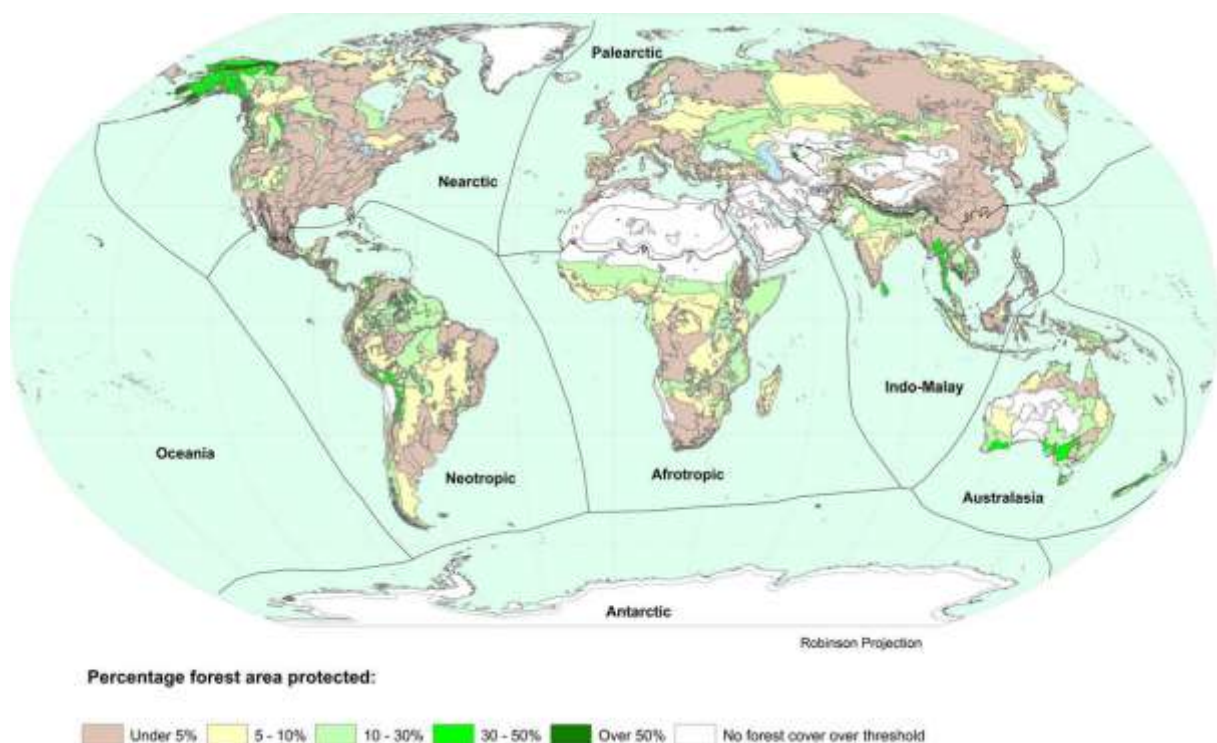 Palearctic
Nearctic
Indo-Malay
Oceania
Neotropic
Afrotropic
Australasia
Antarctic
Robinson Projection
Percentage forest area protected:
Under 5% 5 - 10% 10 - 30% 30 - 50% Over 50% No forest cover over threshold